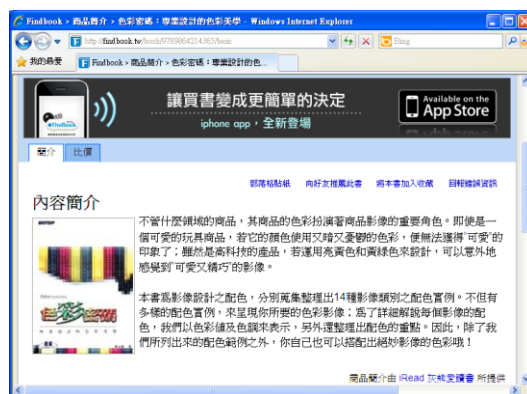 Findbook > 商品簡介 > 色彩密碼：專業設計的色彩美學 - Windows Internet Explorer
http://findbook.tw/book/9789864214365/basic
Bing
我的最愛
Findbook > 商品簡介 > 色彩密碼：專業設計的色...
讓買書變成更簡單的決定
iphone app，全新登場
Available on the
App Store
Findbook
簡介 比價
部落格貼紙 向好友推薦此書 將本書加入收藏 回報錯誤資訊
內容簡介
不管什麼領域的商品，其商品的色彩扮演著商品影像的重要角色。即使是一
個可愛的玩具商品，若它的顏色使用又暗又憂鬱的色彩，便無法獲得"可愛"的
印象了；雖然是高科技的產品，若運用亮黃色和黃綠色來設計，可以意外地
感覺到"可愛又精巧"的影像。
本書為影像設計之配色，分別蒐集整理出14種影像類別之配色實例。不但有
多樣的配色實例，來呈現你所要的色彩影像；為了詳細解說每個影像的配
色，我們以色彩值及色調來表示，另外還整理出配色的重點。因此，除了我
們所列出來的配色範例之外，你自己也可以搭配出絕妙影像的色彩哦！
色彩密碼
商品簡介由 iRead 灰熊愛讀書 所提供